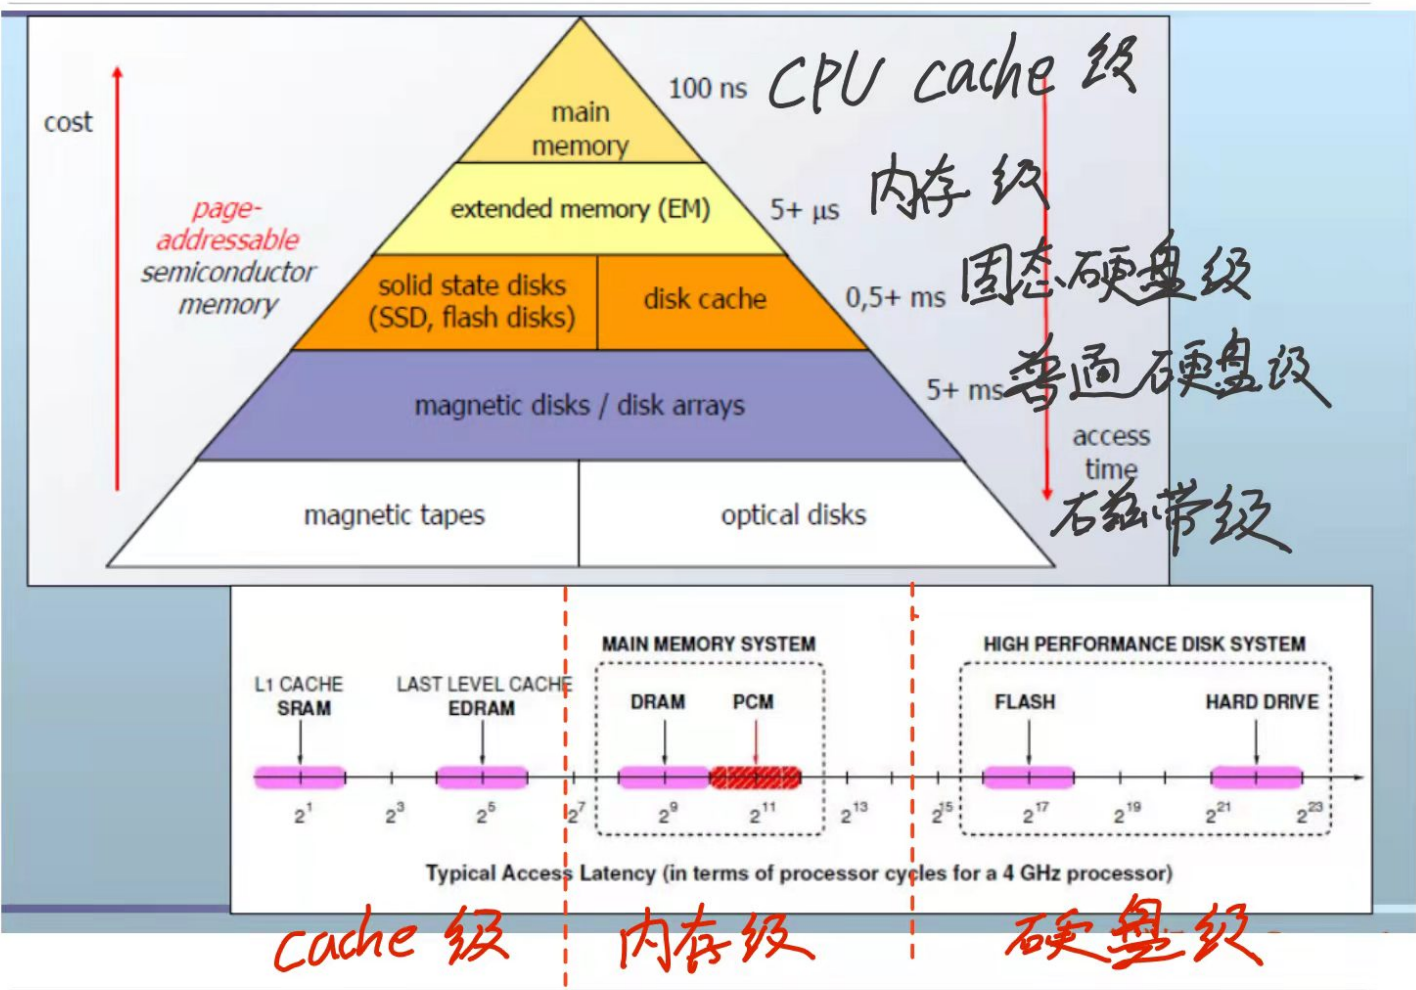 100 ns CPU cache 级
cost
main
memory
内存级
extended memory (EM)
5+ μs
page-
addressable
semiconductor
memory
固态硬盘级
solid state disks
(SSD, flash disks)
disk cache
0,5+ ms
普通硬盘级
5+ ms
magnetic disks / disk arrays
access
time
磁带级
magnetic tapes
optical disks
MAIN MEMORY SYSTEM
HIGH PERFORMANCE DISK SYSTEM
L1 CACHE
SRAM
LAST LEVEL CACHE
EDRAM
DRAM
PCM
FLASH
HARD DRIVE
2¹ 2³ 2⁵ 2⁷ 2⁹ 2¹¹ 2¹³ 2¹⁵ 2¹⁷ 2¹⁹ 2²¹ 2²³
Typical Access Latency (in terms of processor cycles for a 4 GHz processor)
cache 级 内存级 硬盘级